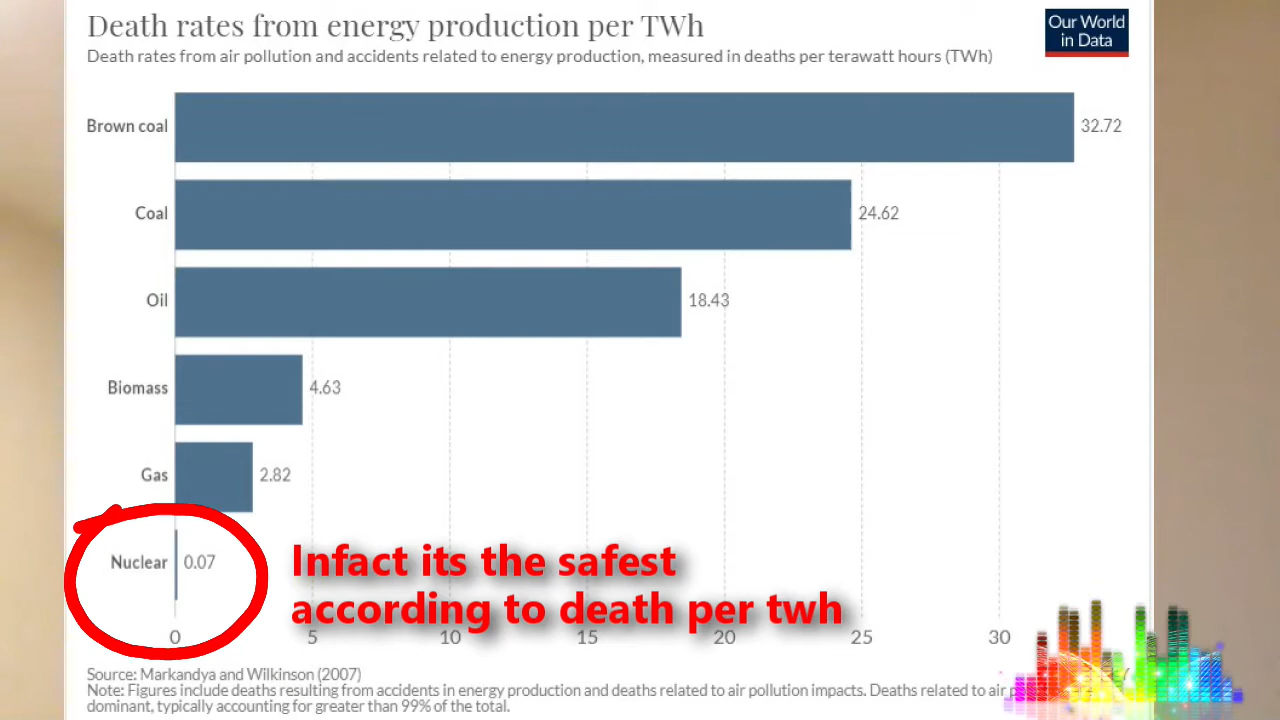 Death rates from energy production per TWh
Our World
in Data
Death rates from air pollution and accidents related to energy production, measured in deaths per terawatt hours (TWh)
Brown coal 32.72
Coal 24.62
Oil 18.43
Biomass 4.63
Gas 2.82
Nuclear 0.07
Infact its the safest
according to death per twh
0 5 10 15 20 25 30
Source: Markandya and Wilkinson (2007)
Note: Figures include deaths resulting from accidents in energy production and deaths related to air pollution impacts. Deaths related to air
dominant, typically accounting for greater than 99% of the total.